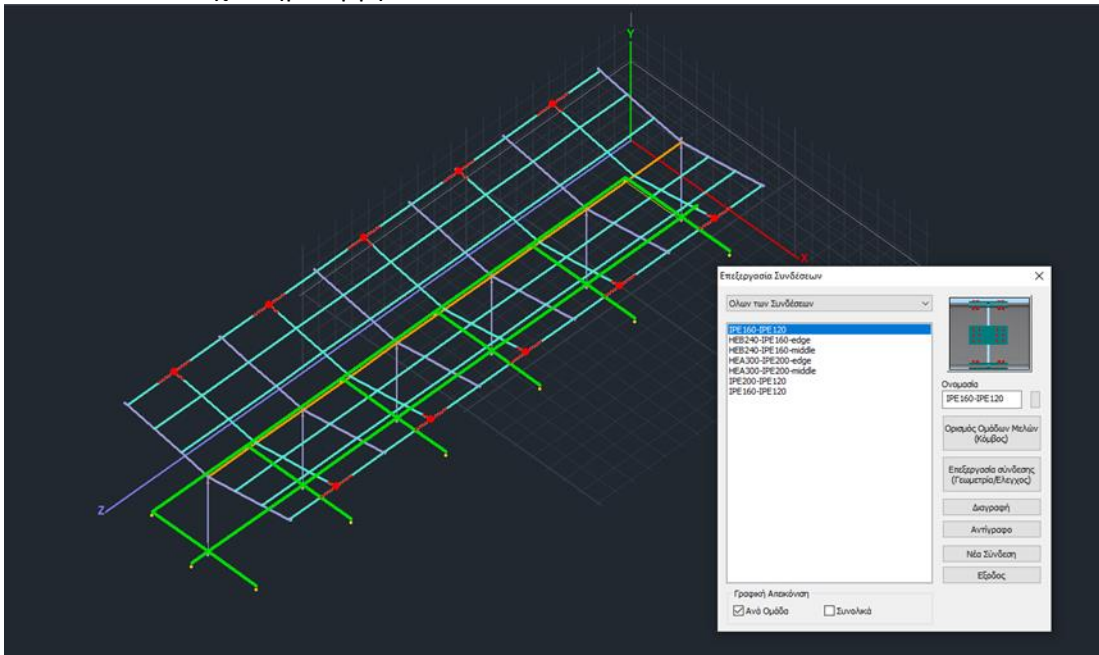 Y
X
Z
Επεξεργασία Συνδέσεων
Ολων των Συνδέσεων
IPE160-IPE120
HEB240-IPE160-edge
HEB240-IPE160-middle
HEA300-IPE200-edge
HEA300-IPE200-middle
IPE200-IPE120
IPE160-IPE120
Ονομασία
IPE160-IPE120
Ορισμός Ομάδων Μελών
(Κόμβος)
Επεξεργασία σύνδεσης
(Γεωμετρία/Ελεγχος)
Διαγραφή
Αντίγραφο
Νέα Σύνδεση
Εξοδος
Γραφική Απεικόνιση
Ανά Ομάδα
Συνολικά